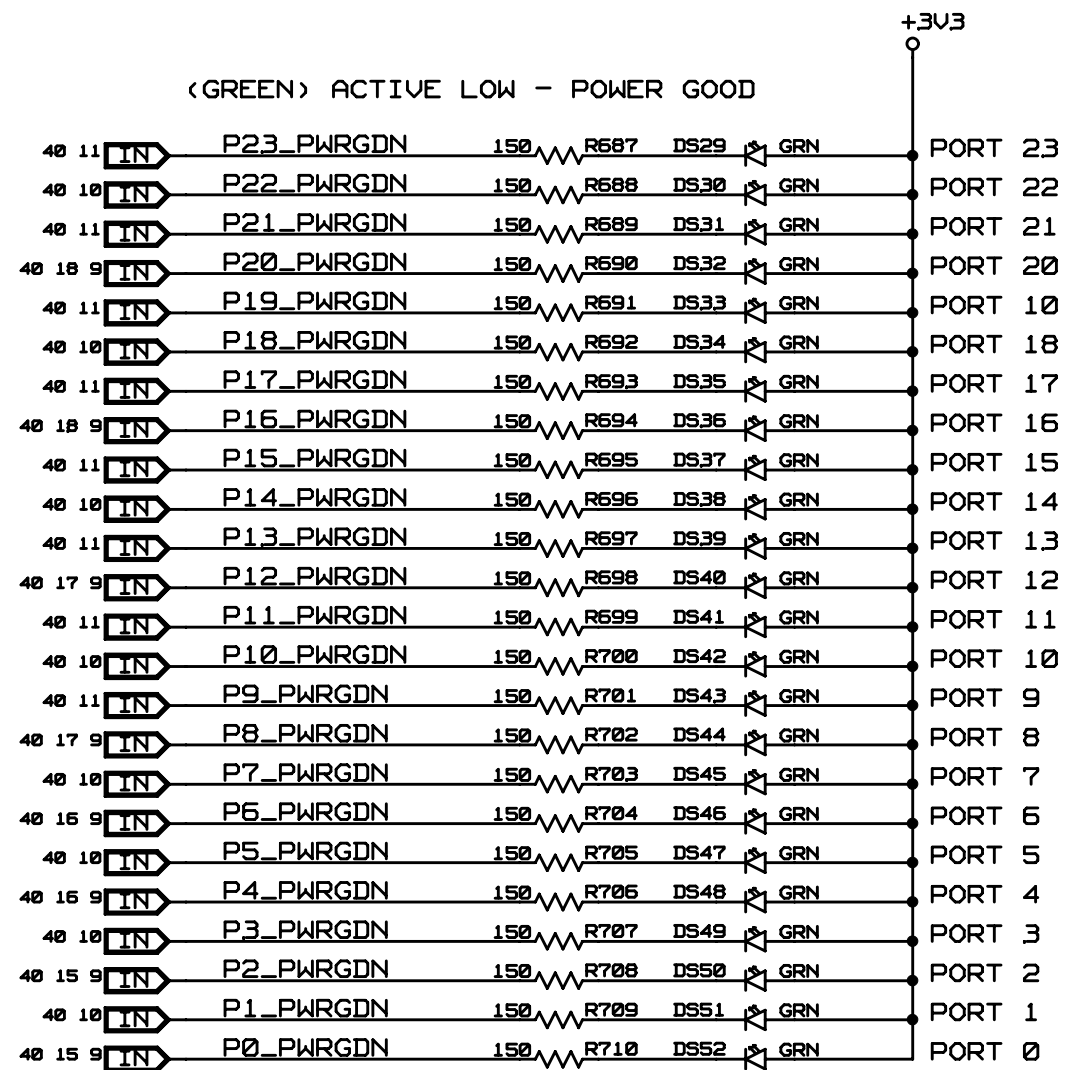 +3V3
(GREEN) ACTIVE LOW - POWER GOOD
40 11 IN P23_PWRGDN 150 R687 DS29 GRN PORT 23
40 10 IN P22_PWRGDN 150 R688 DS30 GRN PORT 22
40 11 IN P21_PWRGDN 150 R689 DS31 GRN PORT 21
40 18 9 IN P20_PWRGDN 150 R690 DS32 GRN PORT 20
40 11 IN P19_PWRGDN 150 R691 DS33 GRN PORT 10
40 10 IN P18_PWRGDN 150 R692 DS34 GRN PORT 18
40 11 IN P17_PWRGDN 150 R693 DS35 GRN PORT 17
40 18 9 IN P16_PWRGDN 150 R694 DS36 GRN PORT 16
40 11 IN P15_PWRGDN 150 R695 DS37 GRN PORT 15
40 10 IN P14_PWRGDN 150 R696 DS38 GRN PORT 14
40 11 IN P13_PWRGDN 150 R697 DS39 GRN PORT 13
40 17 9 IN P12_PWRGDN 150 R698 DS40 GRN PORT 12
40 11 IN P11_PWRGDN 150 R699 DS41 GRN PORT 11
40 10 IN P10_PWRGDN 150 R700 DS42 GRN PORT 10
40 11 IN P9_PWRGDN 150 R701 DS43 GRN PORT 9
40 17 9 IN P8_PWRGDN 150 R702 DS44 GRN PORT 8
40 10 IN P7_PWRGDN 150 R703 DS45 GRN PORT 7
40 16 9 IN P6_PWRGDN 150 R704 DS46 GRN PORT 6
40 10 IN P5_PWRGDN 150 R705 DS47 GRN PORT 5
40 16 9 IN P4_PWRGDN 150 R706 DS48 GRN PORT 4
40 10 IN P3_PWRGDN 150 R707 DS49 GRN PORT 3
40 15 9 IN P2_PWRGDN 150 R708 DS50 GRN PORT 2
40 10 IN P1_PWRGDN 150 R709 DS51 GRN PORT 1
40 15 9 IN P0_PWRGDN 150 R710 DS52 GRN PORT 0